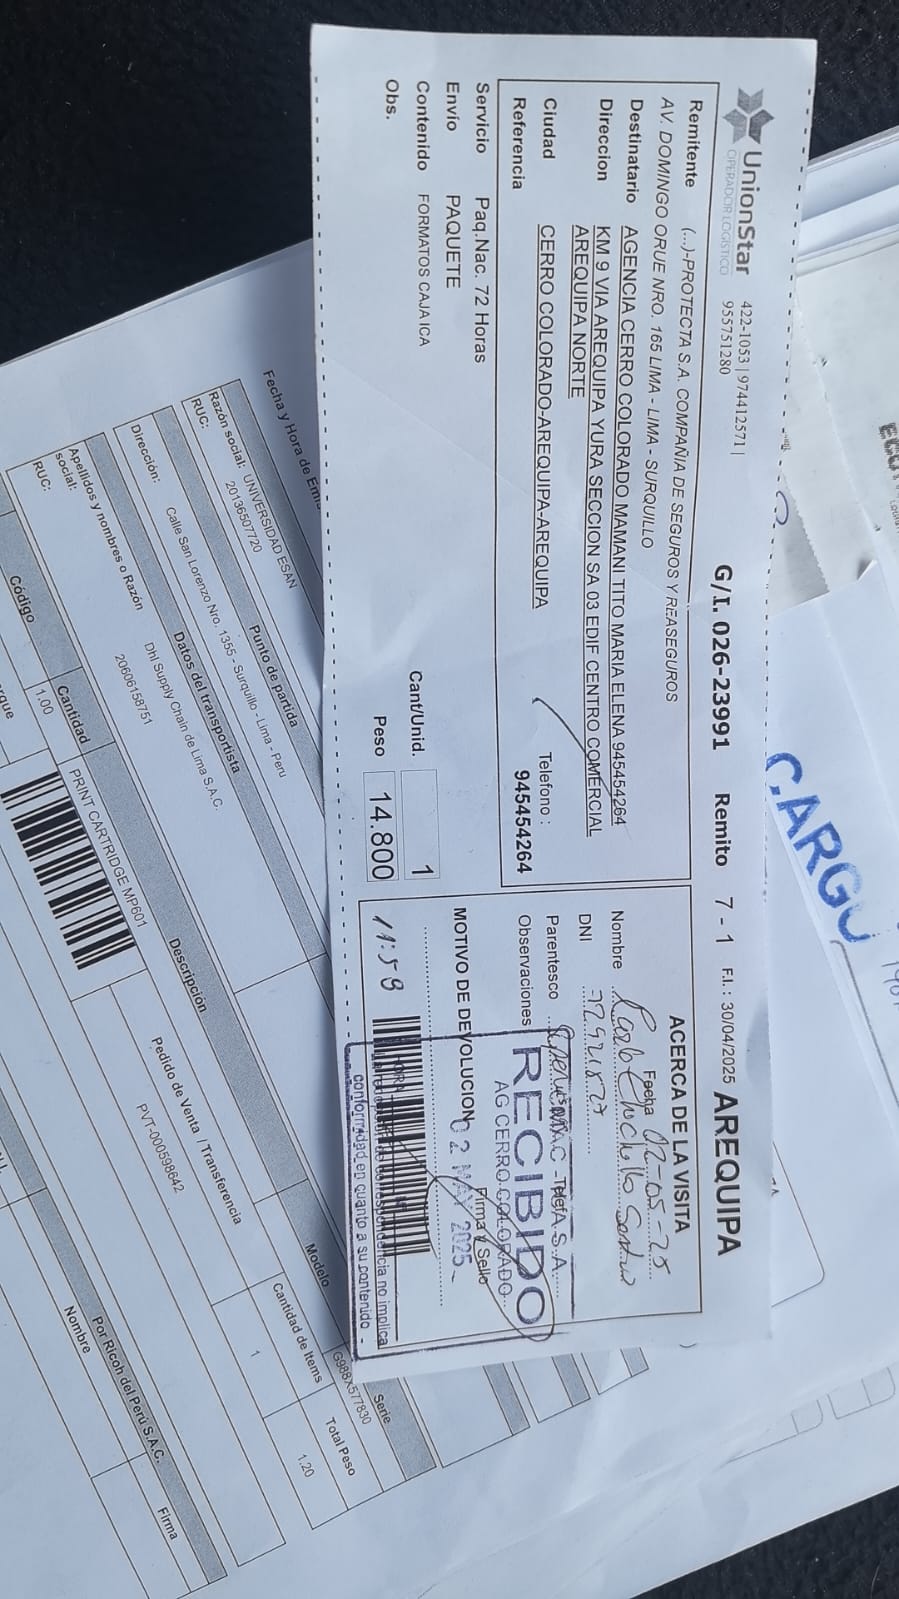 UnionStar
OPERADOR LOGÍSTICO
422-1053 | 974412571 |
955751280
G/I. 026-23991 Remito 7 - 1 F.I.: 30/04/2025 AREQUIPA
Remitente (...)-PROTECTA S.A. COMPAÑIA DE SEGUROS Y REASEGUROS
AV. DOMINGO ORUE NRO. 165 LIMA - LIMA - SURQUILLO
Destinatario AGENCIA CERRO COLORADO MAMANI TITO MARIA ELENA 945454264
Direccion KM 9 VIA AREQUIPA YURA SECCION SA 03 EDIF CENTRO COMERCIAL
AREQUIPA NORTE
Ciudad CERRO COLORADO-AREQUIPA-AREQUIPA
Telefono :
Referencia 945454264
Servicio Paq.Nac. 72 Horas
Envio PAQUETE
Contenido FORMATOS CAJA ICA
Cant/Unid. 1
Obs.
Peso 14.800
ACERCA DE LA VISITA
Fecha 02-05-25
Nombre
DNI 72921827
Parentesco
Observaciones
MOTIVO DE DEVOLUCION
Firma y Sello
HORA
11:59
RECIBIDO
AG CERRO COLORADO
02 MAY 2025
correspondencia no implica
conformidad en cuanto a su contenido -
CARGO
Fecha y Hora de
Razón social: UNIVERSIDAD ESAN
RUC: 20136507720
Punto de partida
Dirección: Calle San Lorenzo Nro. 1355 - Surquillo - Lima - Peru
Datos del transportista
Apellidos y nombres o Razón
social: Dhl Supply Chain de Lima S.A.C.
RUC: 20606158751
Código Cantidad Descripción Modelo Serie
1.00 PRINT CARTRIDGE MP601
G988X577830
Pedido de Venta / Transferencia Cantidad de Items Total Peso
PVT-000598642 1 1.20
Por Ricoh del Perú S.A.C.
Nombre Firma